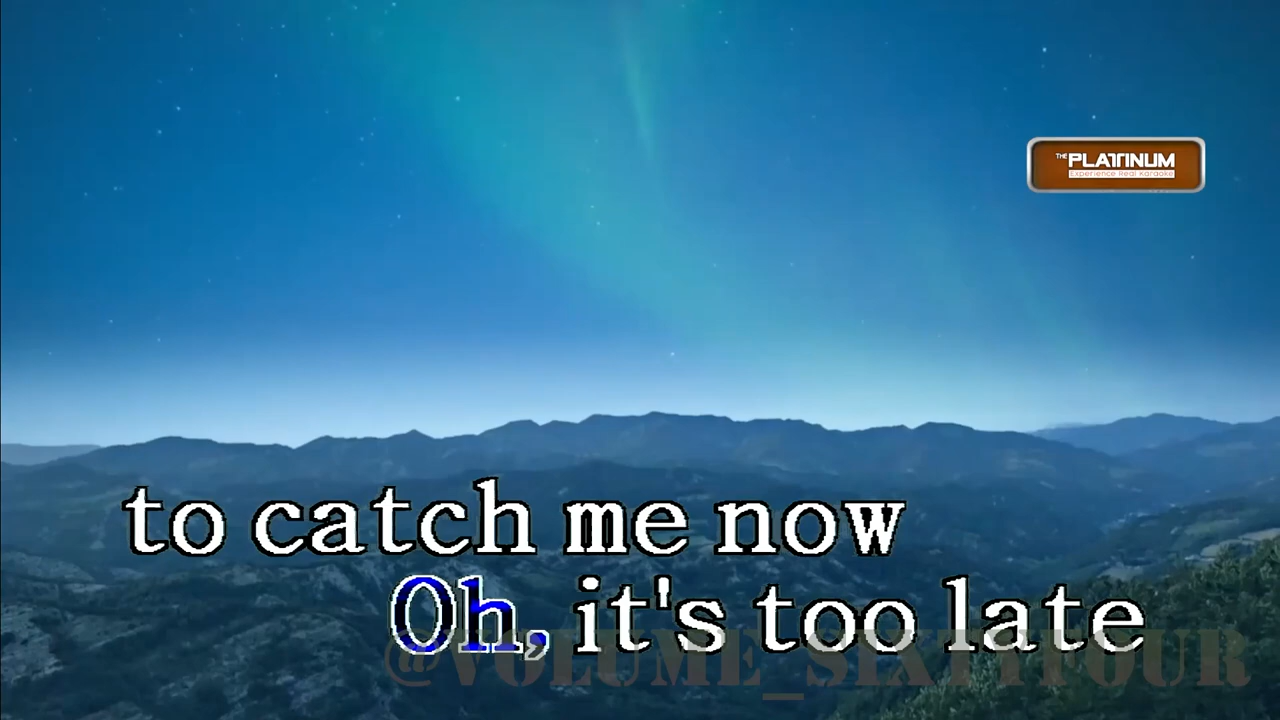 THE PLATINUM
Experience Real Karaoke
to catch me now
Oh, it's too late
@VOLUME_SIXTYFOUR